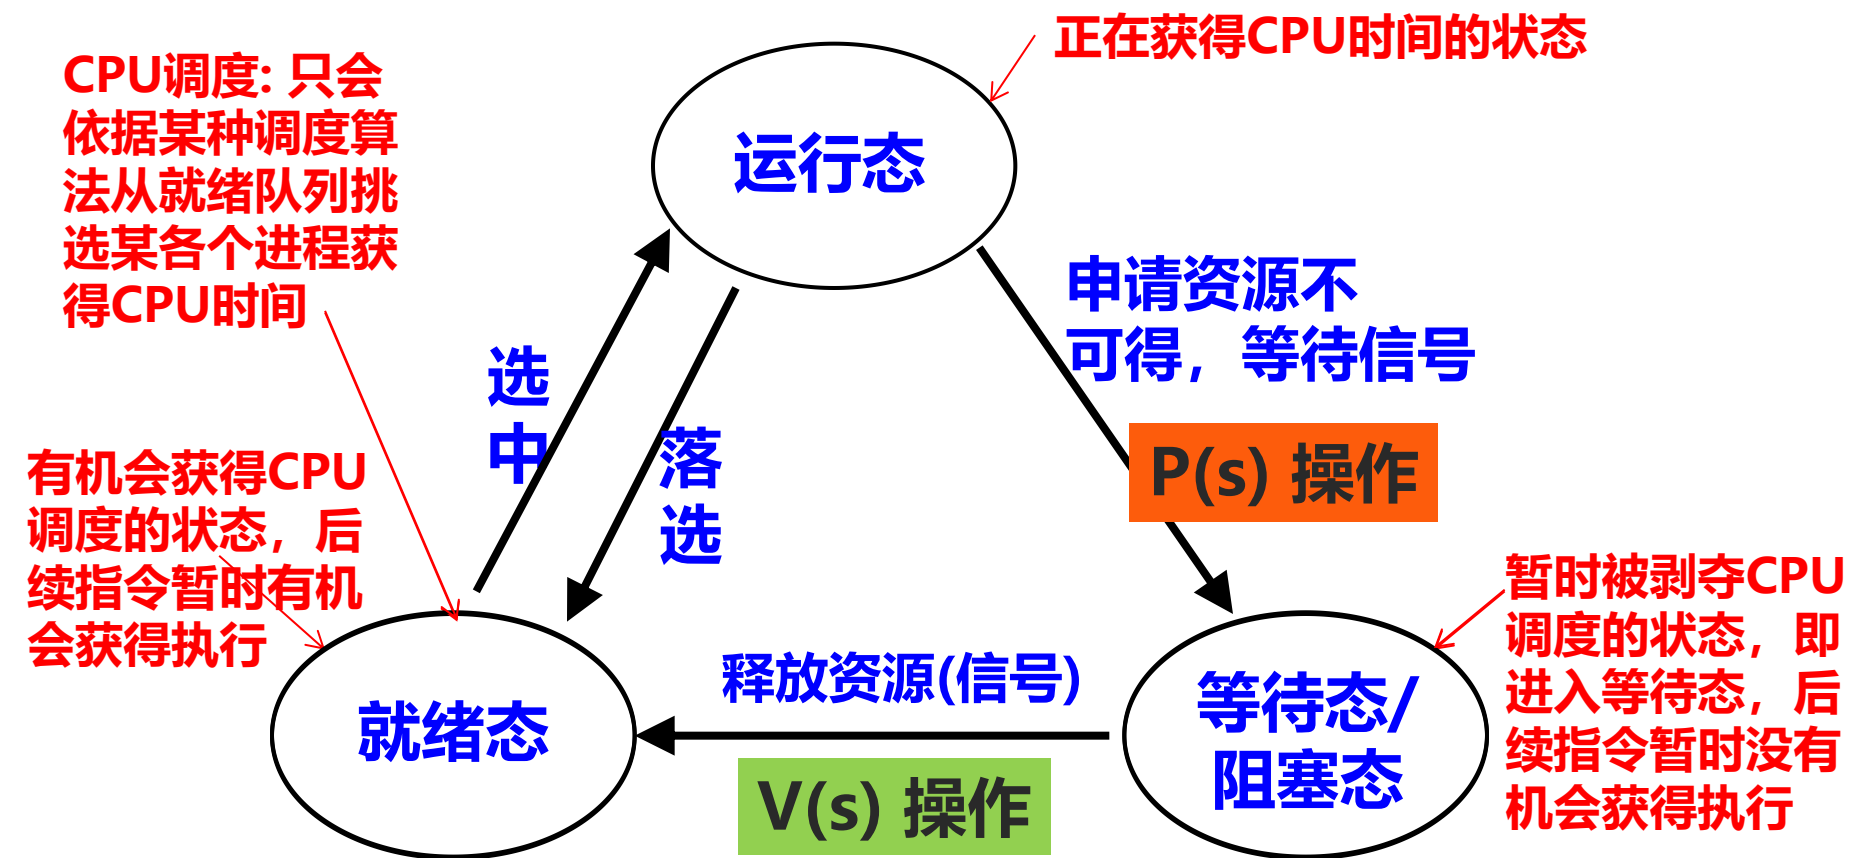 正在获得CPU时间的状态
CPU调度: 只会
依据某种调度算
法从就绪队列挑
选某各个进程获
得CPU时间
运行态
申请资源不
可得，等待信号
选
中
落
选
P(s) 操作
有机会获得CPU
调度的状态，后
续指令暂时有机
会获得执行
暂时被剥夺CPU
调度的状态，即
进入等待态，后
续指令暂时没有
机会获得执行
释放资源(信号)
就绪态
等待态/
阻塞态
V(s) 操作